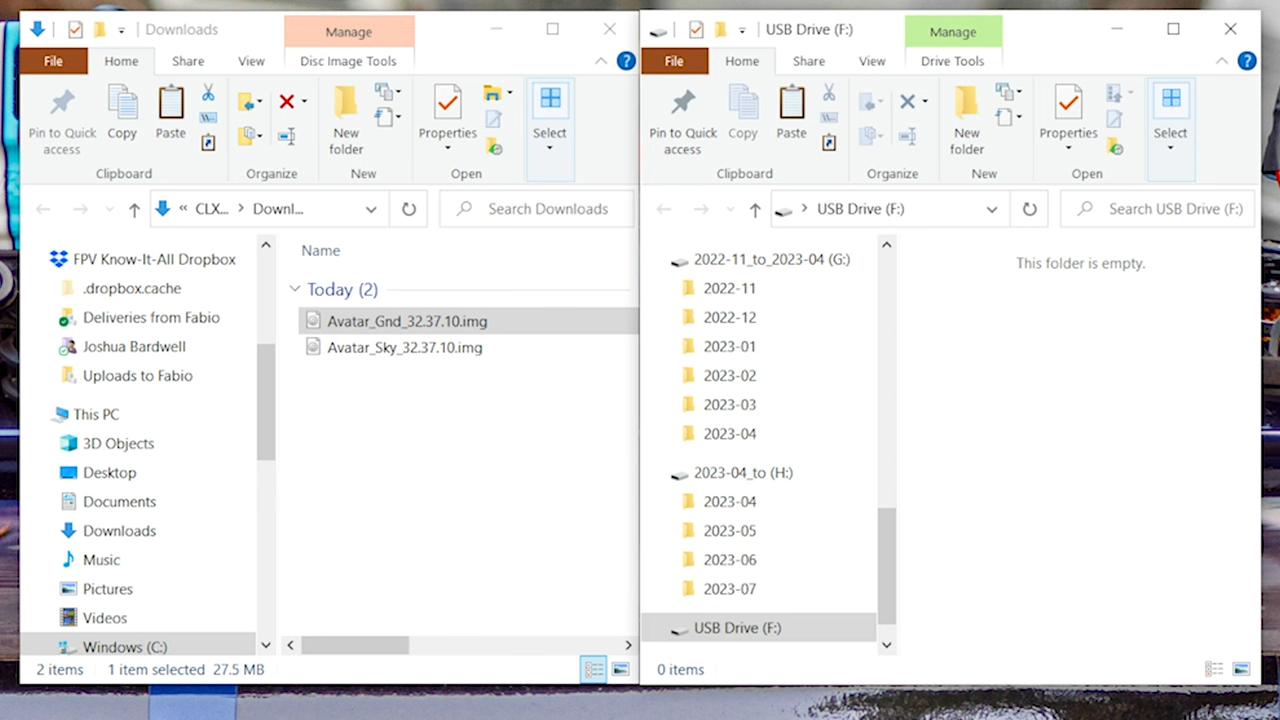 Downloads
Manage
File
Home
Share
View
Disc Image Tools
Pin to Quick access
Copy
Paste
New folder
Properties
Select
Clipboard
Organize
New
Open
« CLX... > Downl...
Search Downloads
FPV Know-It-All Dropbox
.dropbox.cache
Deliveries from Fabio
Joshua Bardwell
Uploads to Fabio
This PC
3D Objects
Desktop
Documents
Downloads
Music
Pictures
Videos
Windows (C:)
Name
Today (2)
Avatar_Gnd_32.37.10.img
Avatar_Sky_32.37.10.img
2 items
1 item selected 27.5 MB
USB Drive (F:)
Manage
File
Home
Share
View
Drive Tools
Pin to Quick access
Copy
Paste
New folder
Properties
Select
Clipboard
Organize
New
Open
> USB Drive (F:)
Search USB Drive (F:)
2022-11_to_2023-04 (G:)
2022-11
2022-12
2023-01
2023-02
2023-03
2023-04
2023-04_to (H:)
2023-04
2023-05
2023-06
2023-07
USB Drive (F:)
This folder is empty.
0 items